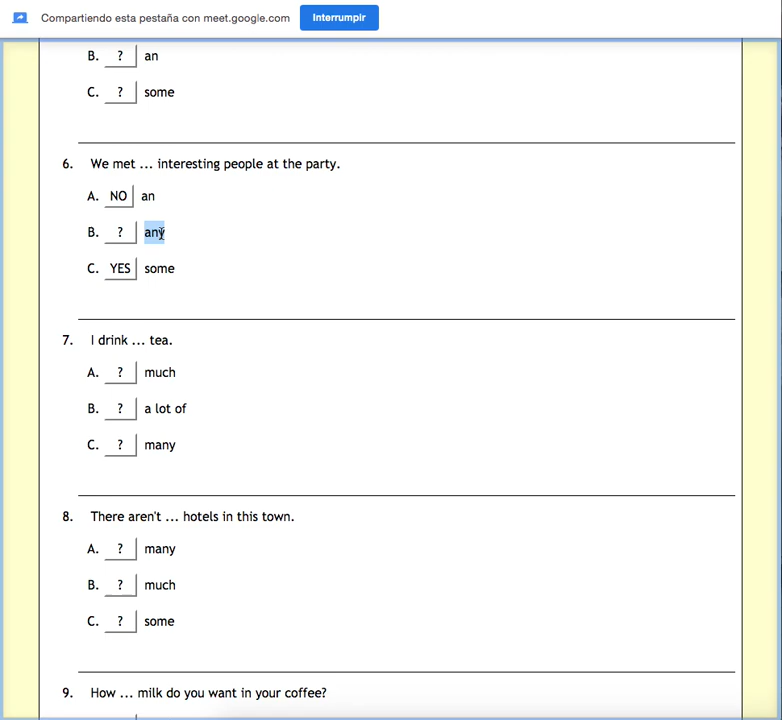 Compartiendo esta pestaña con meet.google.com Interrumpir
B. ? an
C. ? some
6. We met ... interesting people at the party.
A. NO an
B. ? any
C. YES some
7. I drink ... tea.
A. ? much
B. ? a lot of
C. ? many
8. There aren't ... hotels in this town.
A. ? many
B. ? much
C. ? some
9. How ... milk do you want in your coffee?